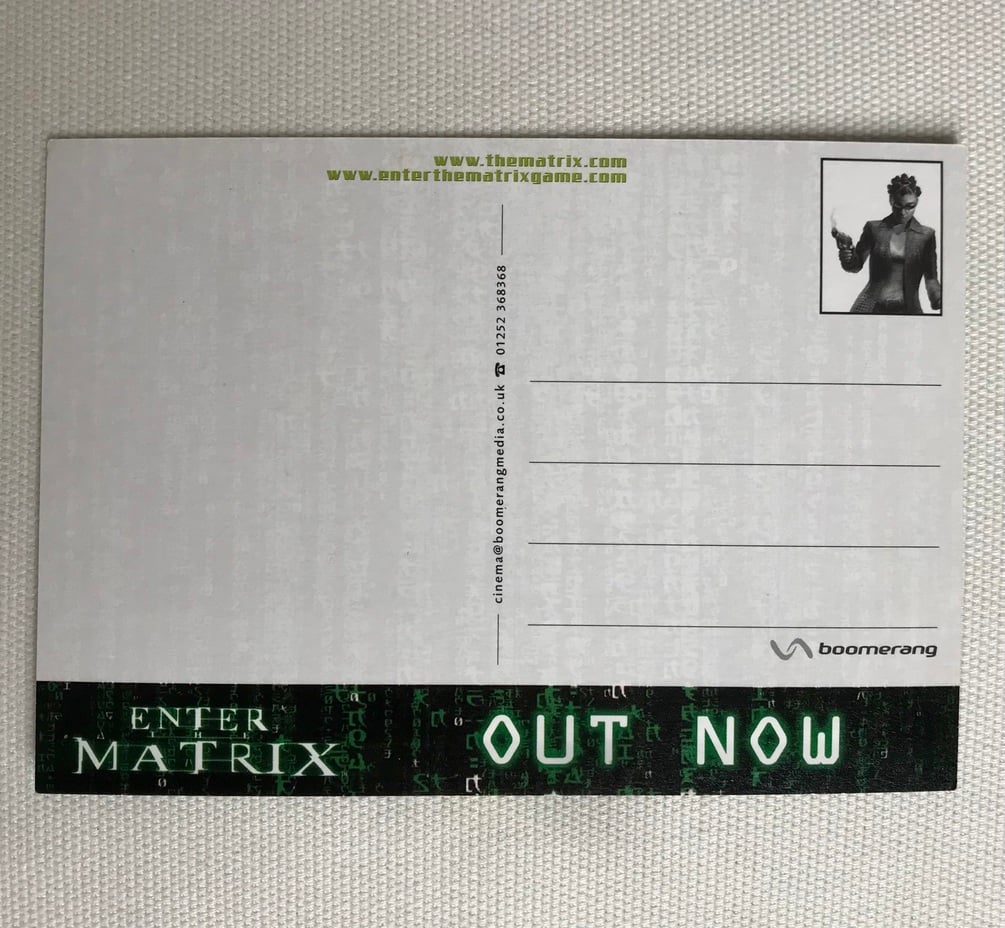 www.thematrix.com
www.enterthematrixgame.com
cinema@boomerangmedia.co.uk ☎ 01252 368368
boomerang
ENTER
THE
MATRIX
OUT NOW